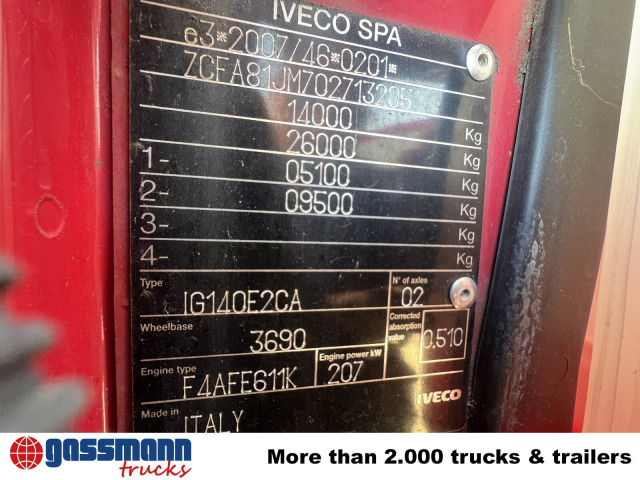 IVECO SPA
e3*2007/46*0201*
ZCFA81JM702713205
14000 Kg
26000 Kg
1- 05100 Kg
2- 09500 Kg
3- Kg
4- Kg
Type IG140E2CA N° of axles 02
Wheelbase 3690 Corrected absorption value 0.510
Engine type F4AFE611K Engine power kW 207
Made in ITALY IVECO
gassmann trucks
More than 2.000 trucks & trailers